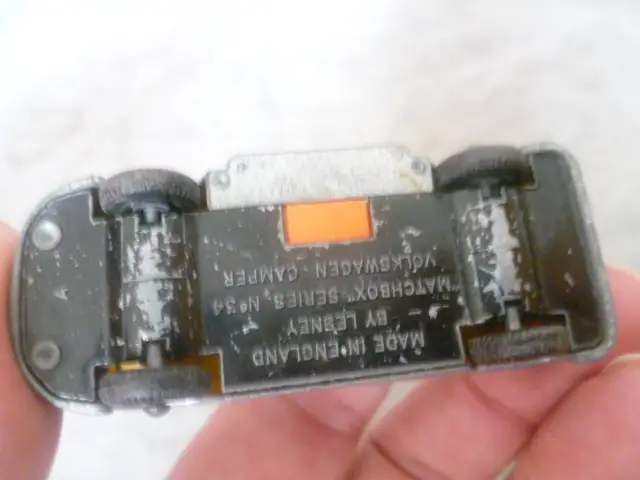 VOLKSWAGEN CAMPER
"MATCHBOX" SERIES Nº34
BY LESNEY
MADE IN ENGLAND
A